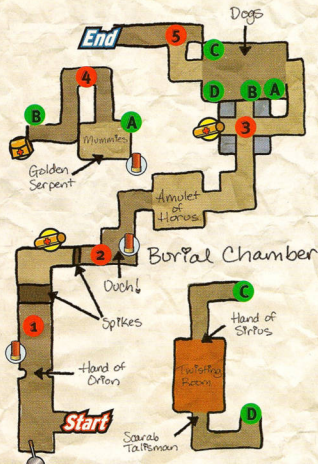 Dogs
End
5
C
4
D
B
A
B
3
A
Mummies
Golden
Serpent
Amulet
of
Horus
2
Burial Chamber
Ouch!
C
Spikes
1
Hand of
Sirius
Hand of
Orion
Twisting
Room
D
Start
Scarab
Talisman